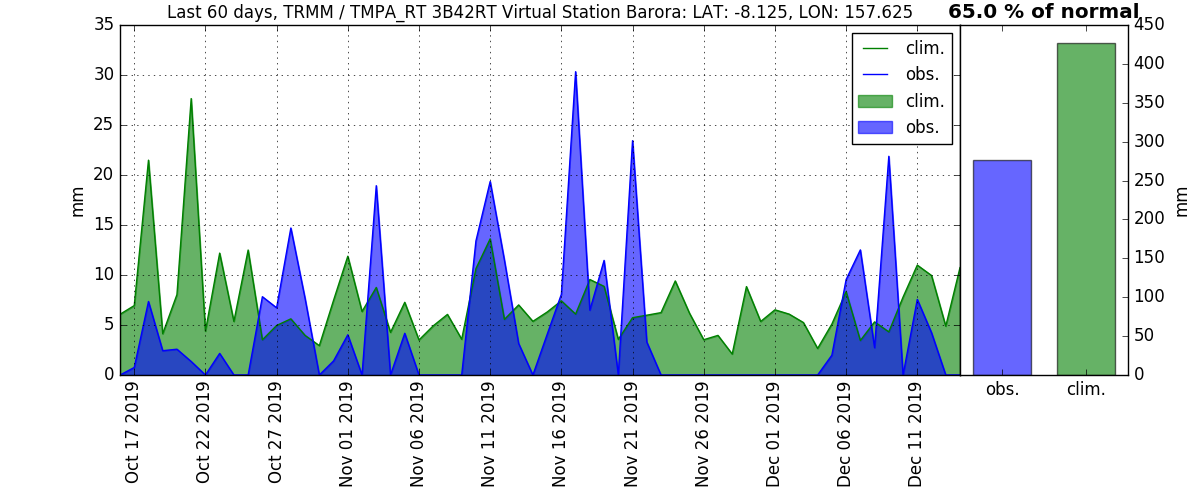 Last 60 days, TRMM / TMPA_RT 3B42RT Virtual Station Barora: LAT: -8.125, LON: 157.625
65.0 % of normal
35
30
25
20
15
10
5
0
mm
clim.
obs.
clim.
obs.
450
400
350
300
250
200
150
100
50
0
mm
obs.
clim.
Oct 17 2019
Oct 22 2019
Oct 27 2019
Nov 01 2019
Nov 06 2019
Nov 11 2019
Nov 16 2019
Nov 21 2019
Nov 26 2019
Dec 01 2019
Dec 06 2019
Dec 11 2019